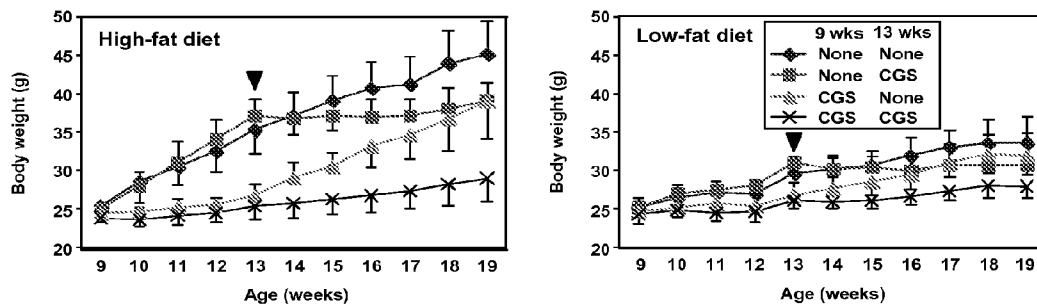 High-fat diet
Body weight (g)
50
45
40
35
30
25
20
9 10 11 12 13 14 15 16 17 18 19
Age (weeks)
Low-fat diet
9 wks 13 wks
None None
None CGS
CGS None
CGS CGS
Body weight (g)
50
45
40
35
30
25
20
9 10 11 12 13 14 15 16 17 18 19
Age (weeks)